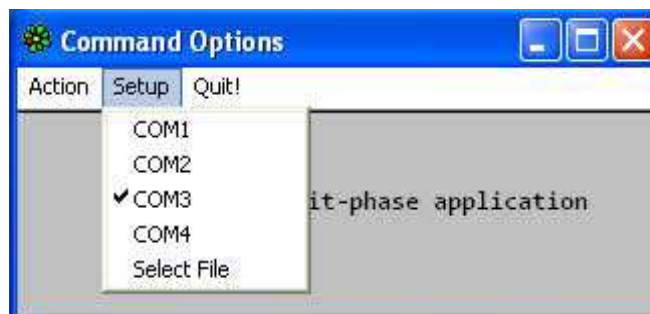 Command Options
Action Setup Quit!
COM1
COM2
COM3
it-phase application
COM4
Select File